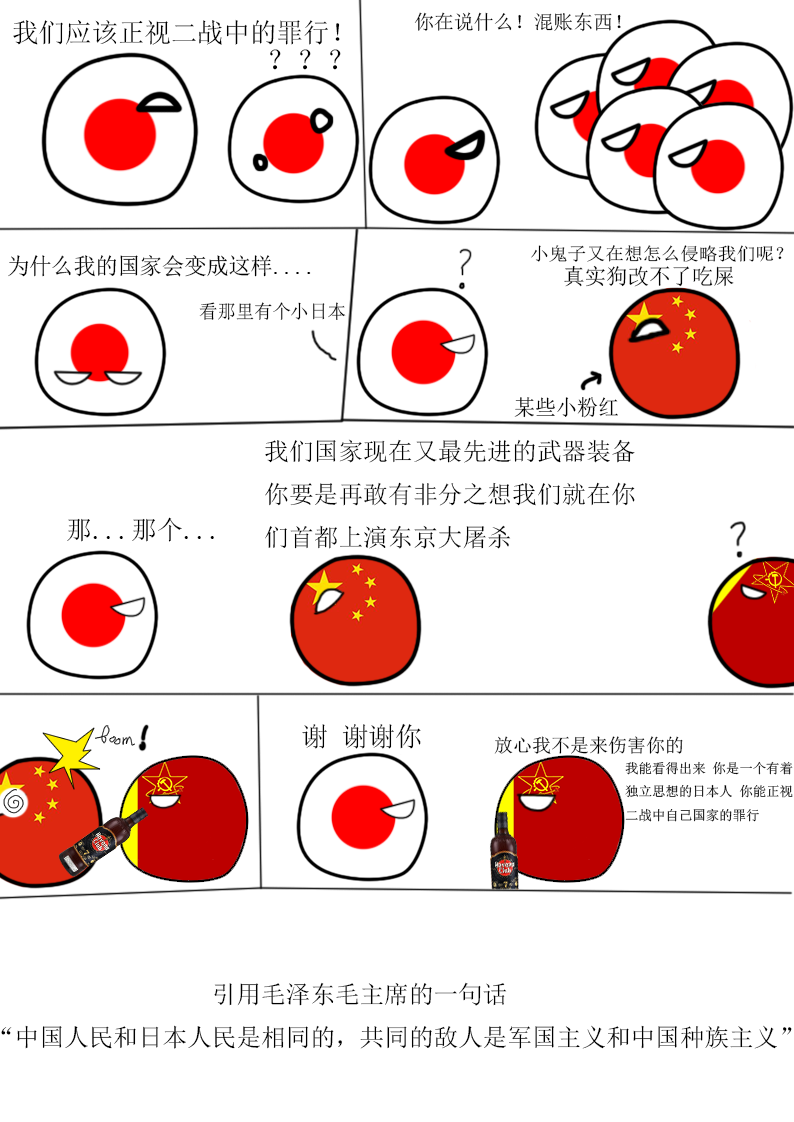 我们应该正视二战中的罪行!
? ? ?
你在说什么! 混账东西!
为什么我的国家会变成这样....
看那里有个小日本
?
小鬼子又在想怎么侵略我们呢?
真实狗改不了吃屎
某些小粉红
我们国家现在又最先进的武器装备
你要是再敢有非分之想我们就在你
们首都上演东京大屠杀
那...那个...
?
boom!
Havana
Club
7
谢 谢谢你
放心我不是来伤害你的
我能看得出来 你是一个有着
独立思想的日本人 你能正视
二战中自己国家的罪行
Havana
Club
7
引用毛泽东毛主席的一句话
“中国人民和日本人民是相同的，共同的敌人是军国主义和中国种族主义”